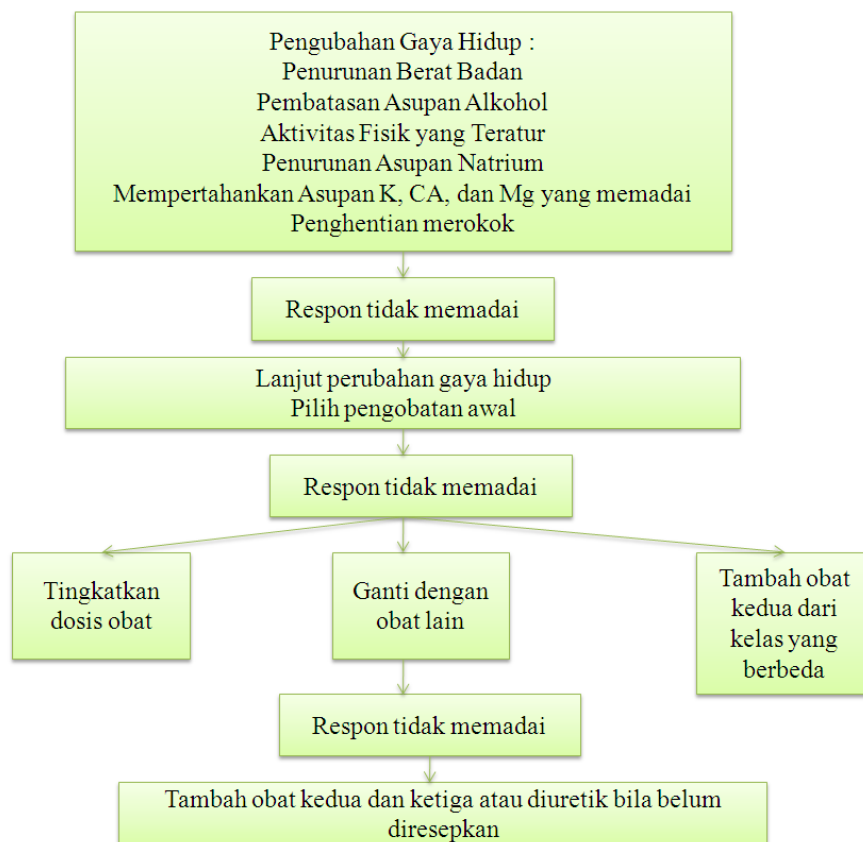 Pengubahan Gaya Hidup :
Penurunan Berat Badan
Pembatasan Asupan Alkohol
Aktivitas Fisik yang Teratur
Penurunan Asupan Natrium
Mempertahankan Asupan K, CA, dan Mg yang memadai
Penghentian merokok
Respon tidak memadai
Lanjut perubahan gaya hidup
Pilih pengobatan awal
Respon tidak memadai
Tingkatkan
dosis obat
Ganti dengan
obat lain
Tambah obat
kedua dari
kelas yang
berbeda
Respon tidak memadai
Tambah obat kedua dan ketiga atau diuretik bila belum
diresepkan